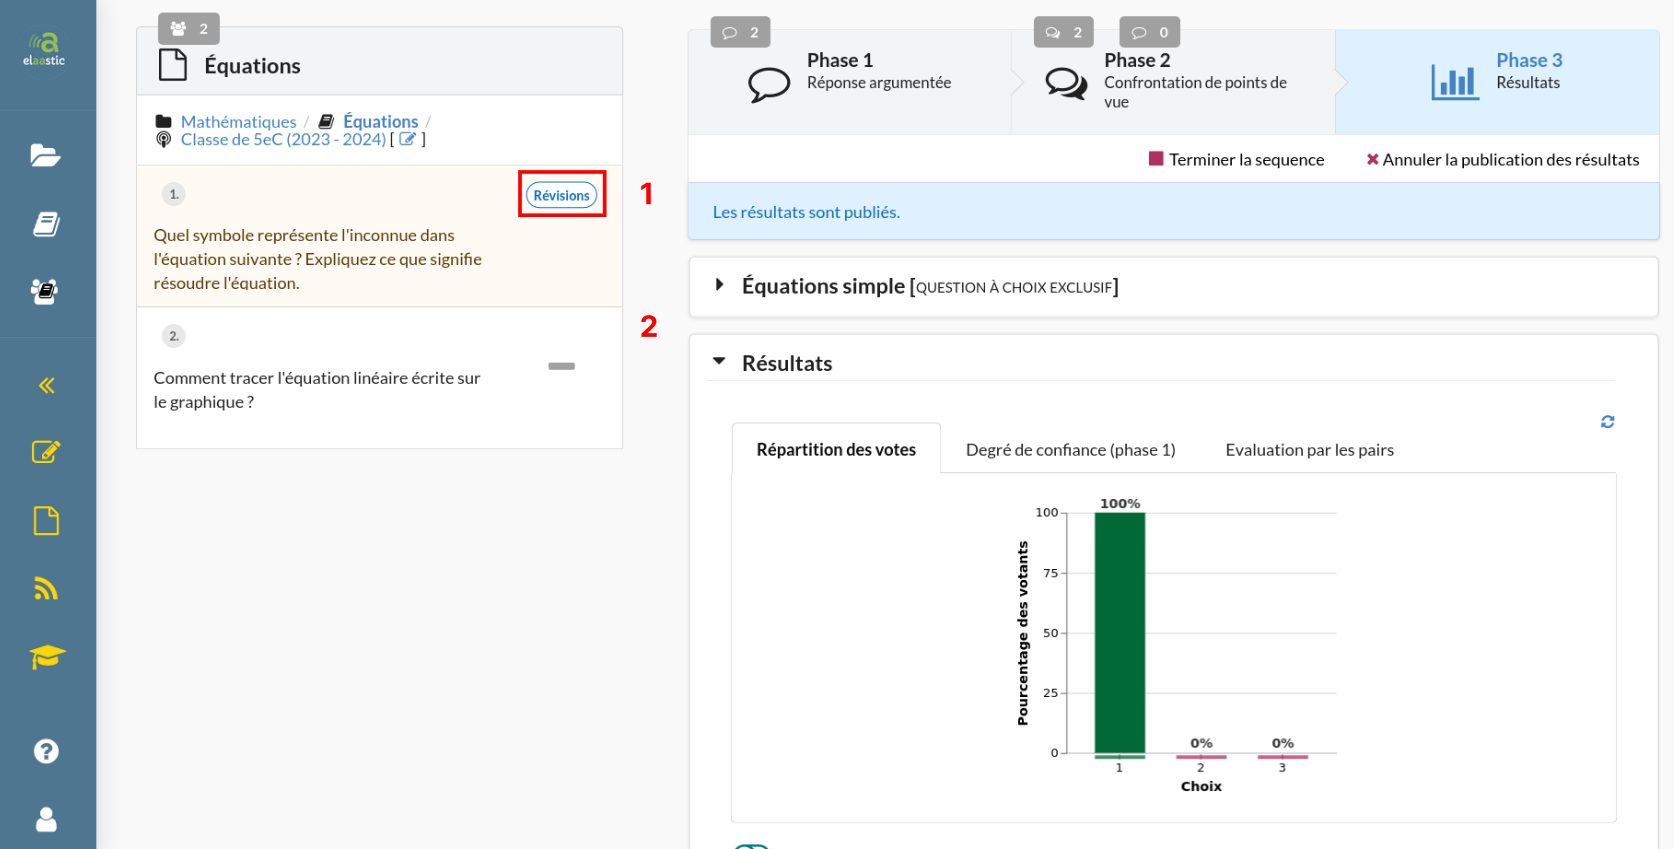 elaastic
2
Équations
Mathématiques / Équations /
Classe de 5eC (2023 - 2024) [ ]
1.
Révisions
1
Quel symbole représente l'inconnue dans
l'équation suivante ? Expliquez ce que signifie
résoudre l'équation.
2
2.
Comment tracer l'équation linéaire écrite sur
le graphique ?
2
Phase 1
Réponse argumentée
2
0
Phase 2
Confrontation de points de
vue
Phase 3
Résultats
Terminer la sequence
Annuler la publication des résultats
Les résultats sont publiés.
Équations simple [QUESTION À CHOIX EXCLUSIF]
Résultats
Répartition des votes
Degré de confiance (phase 1)
Evaluation par les pairs
Pourcentage des votants
100
75
50
25
0
100%
0%
0%
1
2
3
Choix